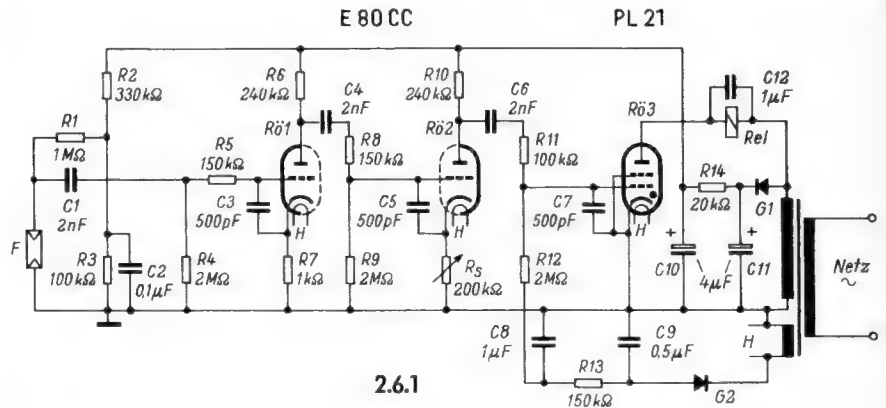 E 80 CC
PL 21
R2
330kΩ
R6
240kΩ
C4
2nF
R10
240kΩ
C6
2nF
C12
1µF
R1
1MΩ
Rö1
R8
150kΩ
Rö2
R11
100kΩ
Rö3
Rel
R5
150kΩ
R14
20kΩ
G1
C1
2nF
C3
500pF
C5
500pF
C7
500pF
H
H
H
F
R3
100kΩ
C2
0,1µF
R4
2MΩ
R7
1kΩ
R9
2MΩ
Rs
200kΩ
R12
2MΩ
+
+
C10
4µF
C11
Netz
~
C8
1µF
C9
0,5µF
H
R13
150kΩ
G2
2.6.1